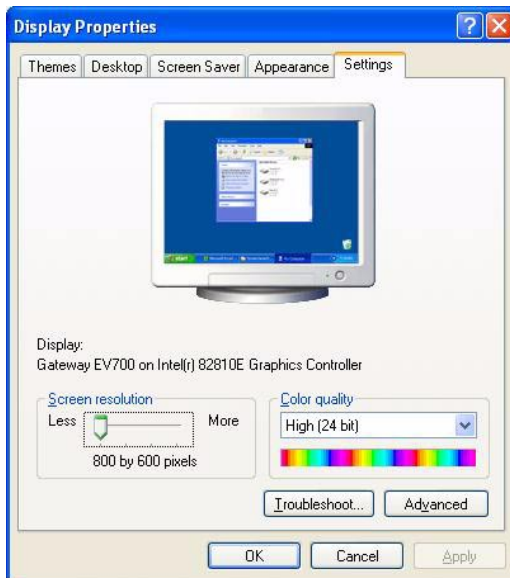 Display Properties
Themes Desktop Screen Saver Appearance Settings
start
Display:
Gateway EV700 on Intel(r) 82810E Graphics Controller
Screen resolution
Less More
800 by 600 pixels
Color quality
High (24 bit)
Troubleshoot... Advanced
OK Cancel Apply